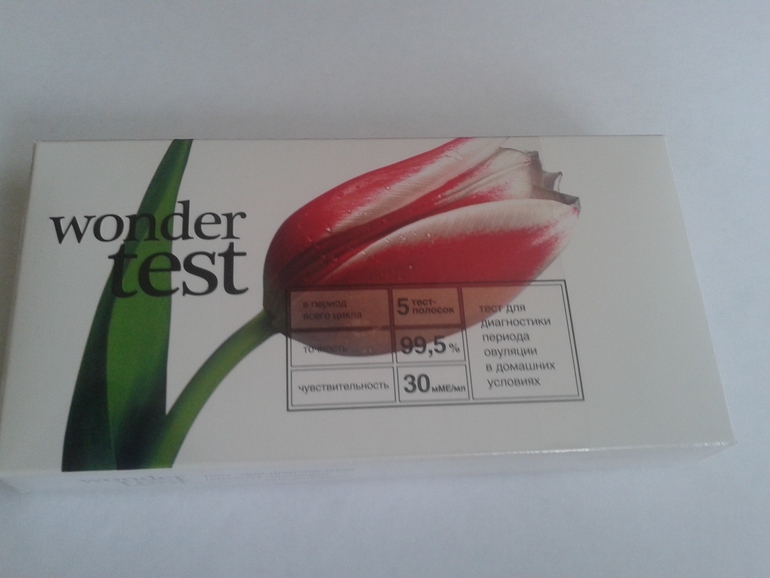 wonder
test
в период
всего цикла
5 тест-
полосок
точность
99,5 %
чувствительность
30 мМЕ/мл
тест для
диагностики
периода
овуляции
в домашних
условиях